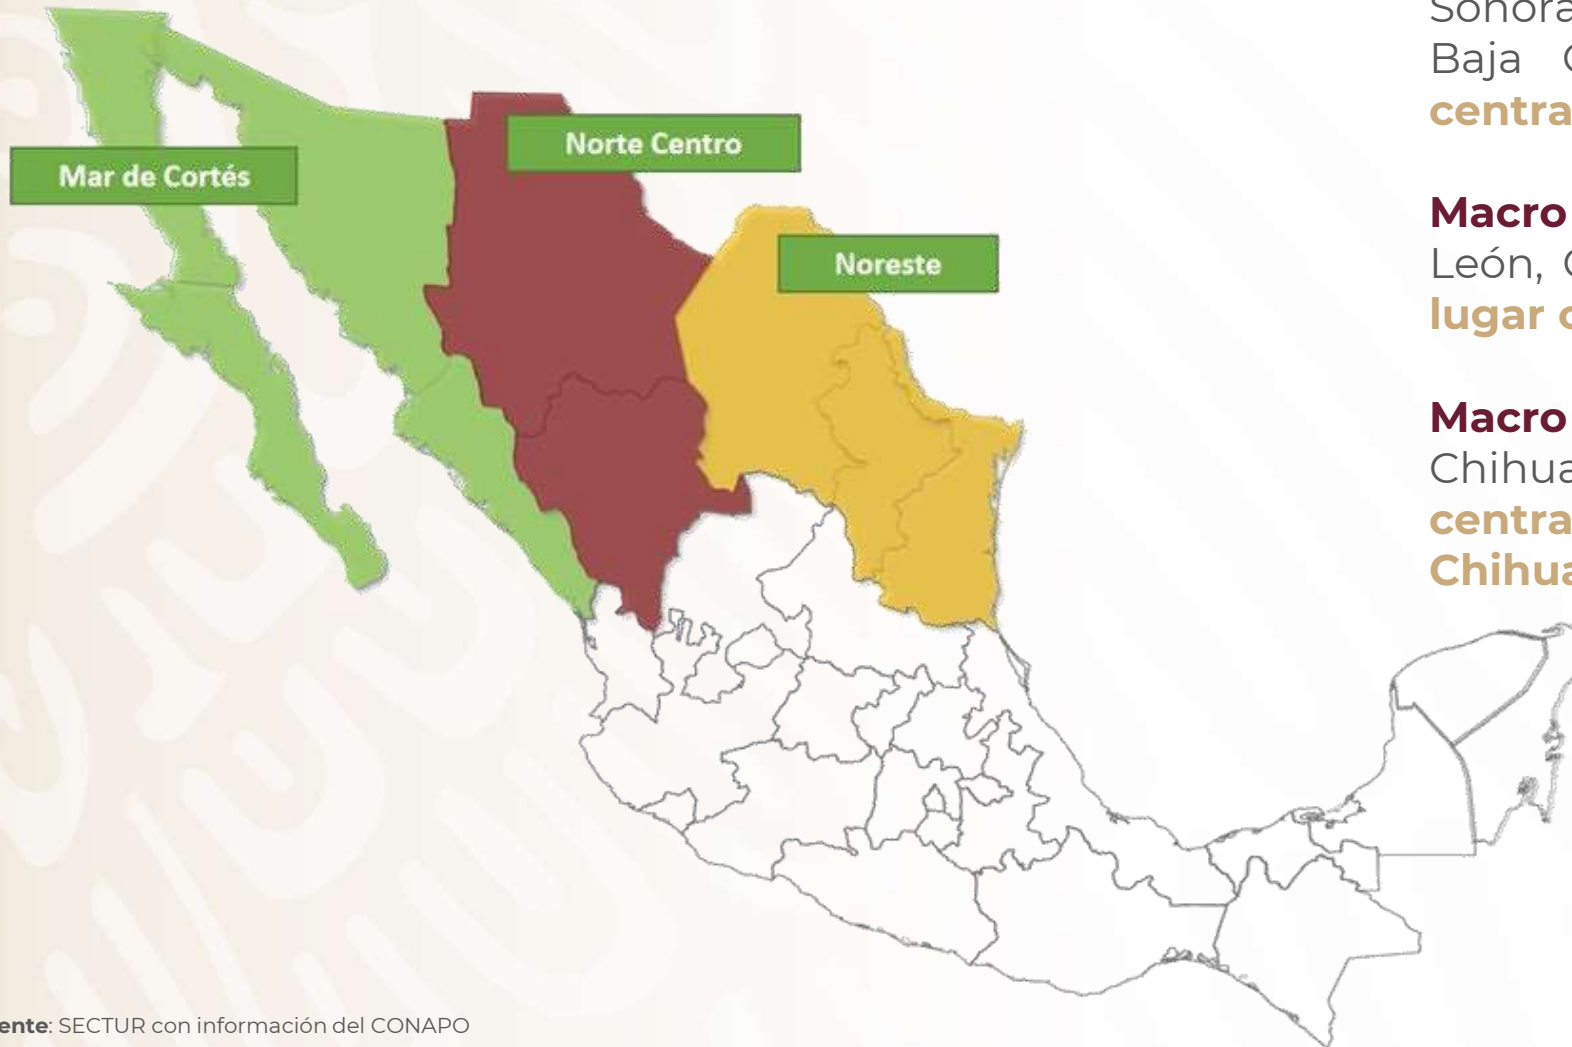 Mar de Cortés
Norte Centro
Noreste
Sonora
Baja
centra
Macro
León,
lugar
Macro
Chihua
centra
Chihua
ente: SECTUR con información del CONAPO